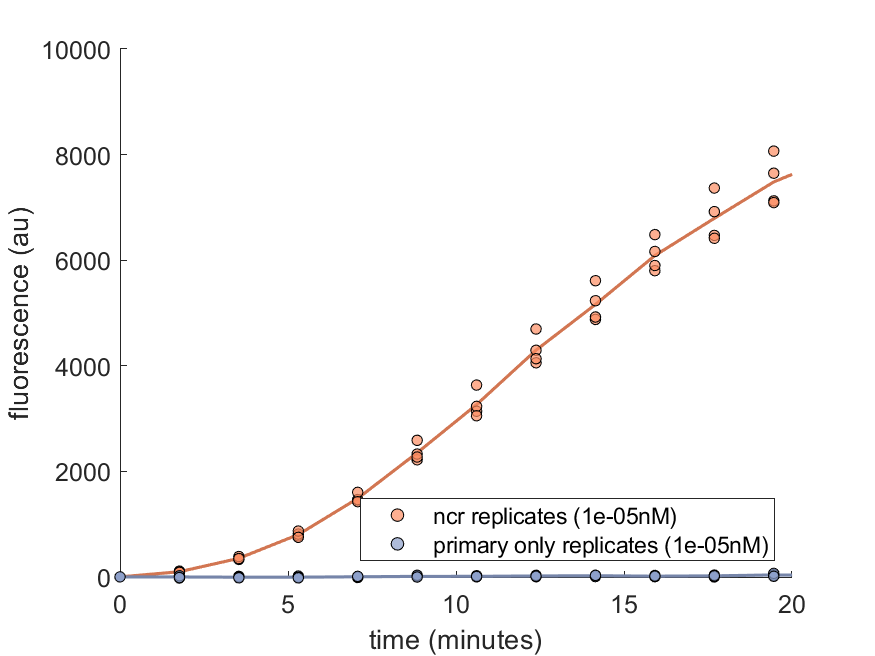 10000
8000
6000
4000
2000
0
fluorescence (au)
ncr replicates (1e-05nM)
primary only replicates (1e-05nM)
0 5 10 15 20
time (minutes)